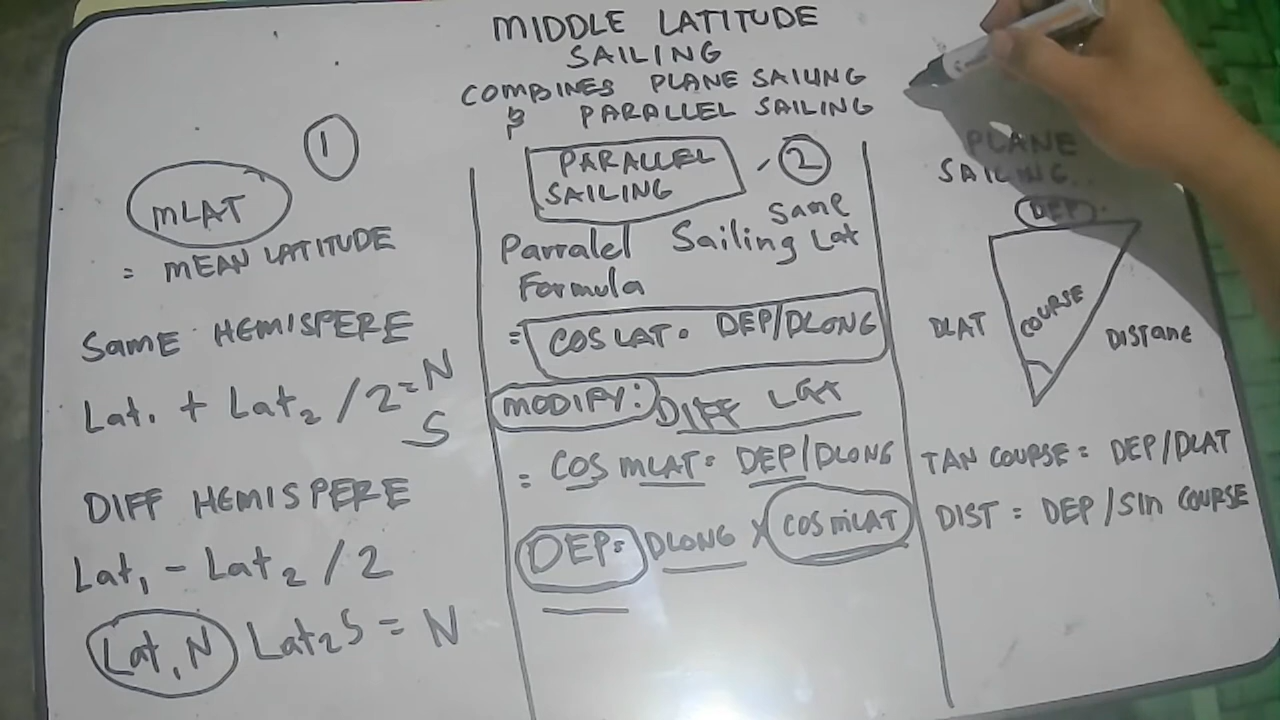 MIDDLE LATITUDE
SAILING
COMBINES PLANE SAILING
& PARALLEL SAILING
1
mLAT
= MEAN LATITUDE
SAME HEMISPERE
Lat1 + Lat2 /2 = N
S
DIFF HEMISPERE
Lat1 - Lat2 /2
Lat1N Lat2S = N
PARALLEL
SAILING
2
Same
Parralel Sailing Lat
Formula
= COS LAT = DEP/DLONG
MODIFY: DIFF Lat
= COS mLAT = DEP/DLONG
DEP = DLONG X COS mLAT
PLANE
SAILING
DEP
DLAT
COURSE
DISTANE
TAN COURSE = DEP/DLAT
DIST = DEP/SIN COURSE